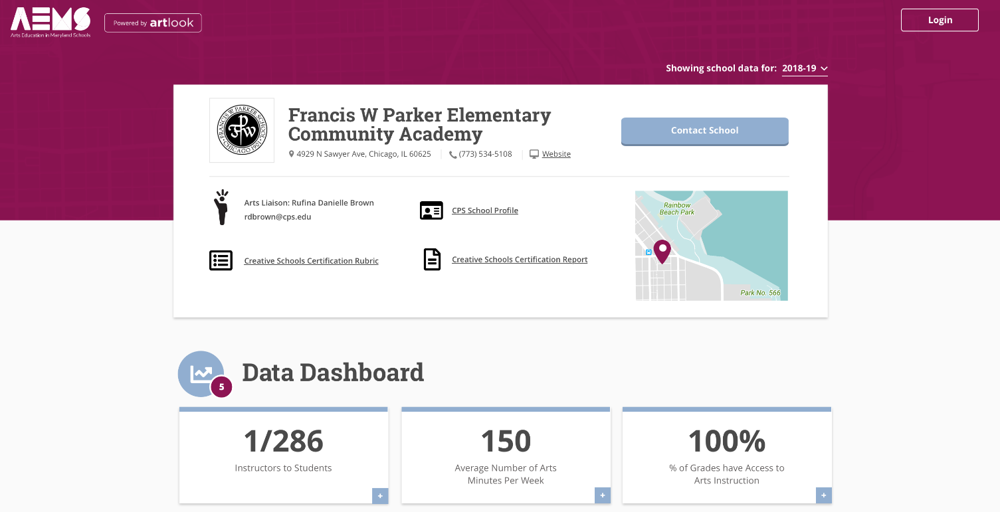 AEMS
Arts Education in Maryland Schools
Powered by artlook
Login
Showing school data for: 2018-19
FRANCIS W PARKER SCHOOL
CHICAGO 1901
FPW
Francis W Parker Elementary
Community Academy
Contact School
4929 N Sawyer Ave, Chicago, IL 60625
(773) 534-5108
Website
Arts Liaison: Rufina Danielle Brown
rdbrown@cps.edu
CPS School Profile
Creative Schools Certification Rubric
Creative Schools Certification Report
Rainbow
Beach Park
Park No. 566
5
Data Dashboard
1/286
Instructors to Students
+
150
Average Number of Arts
Minutes Per Week
+
100%
% of Grades have Access to
Arts Instruction
+